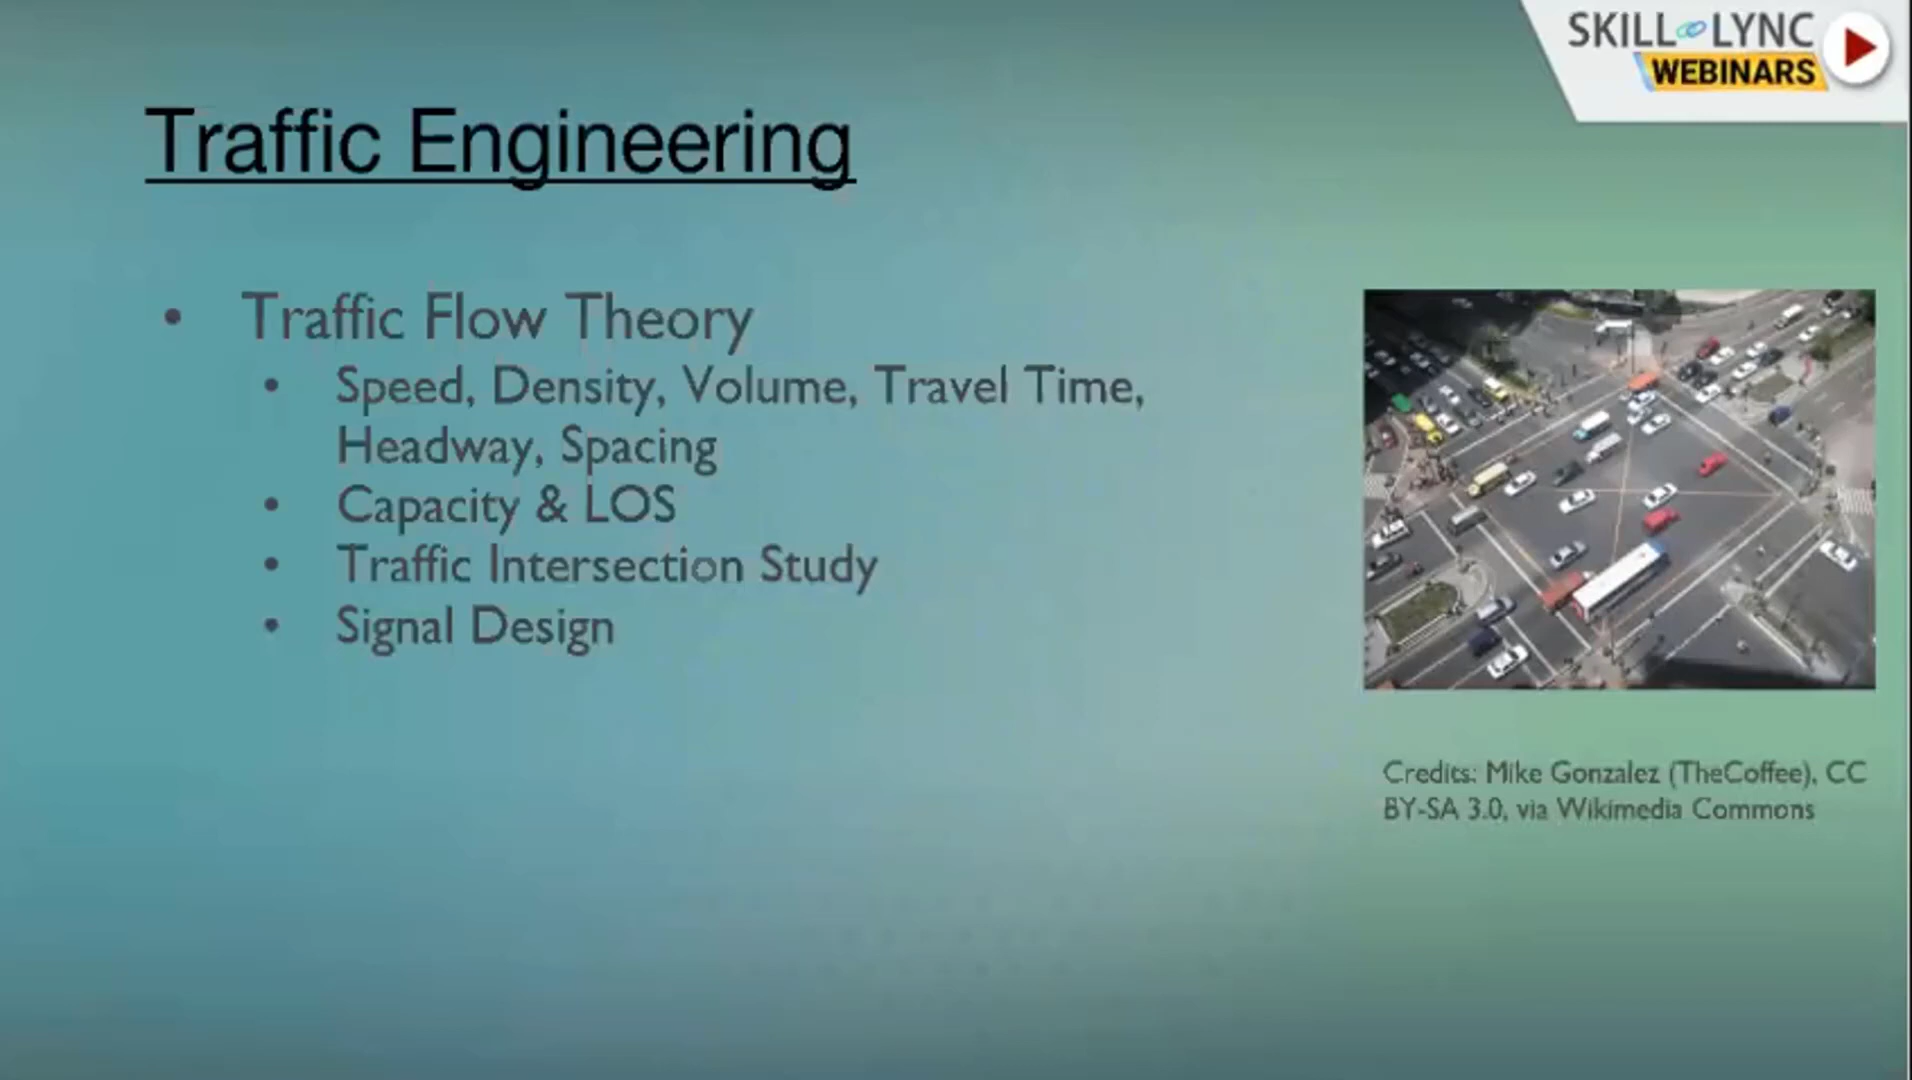 SKILL LYNC
WEBINARS
Traffic Engineering
• Traffic Flow Theory
• Speed, Density, Volume, Travel Time,
Headway, Spacing
• Capacity & LOS
• Traffic Intersection Study
• Signal Design
Credits: Mike Gonzalez (TheCoffee), CC
BY-SA 3.0, via Wikimedia Commons